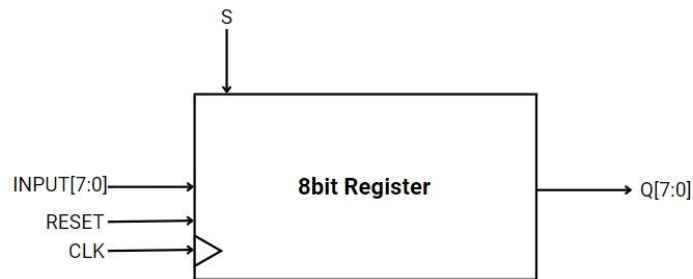 S
INPUT[7:0]
8bit Register
Q[7:0]
RESET
CLK